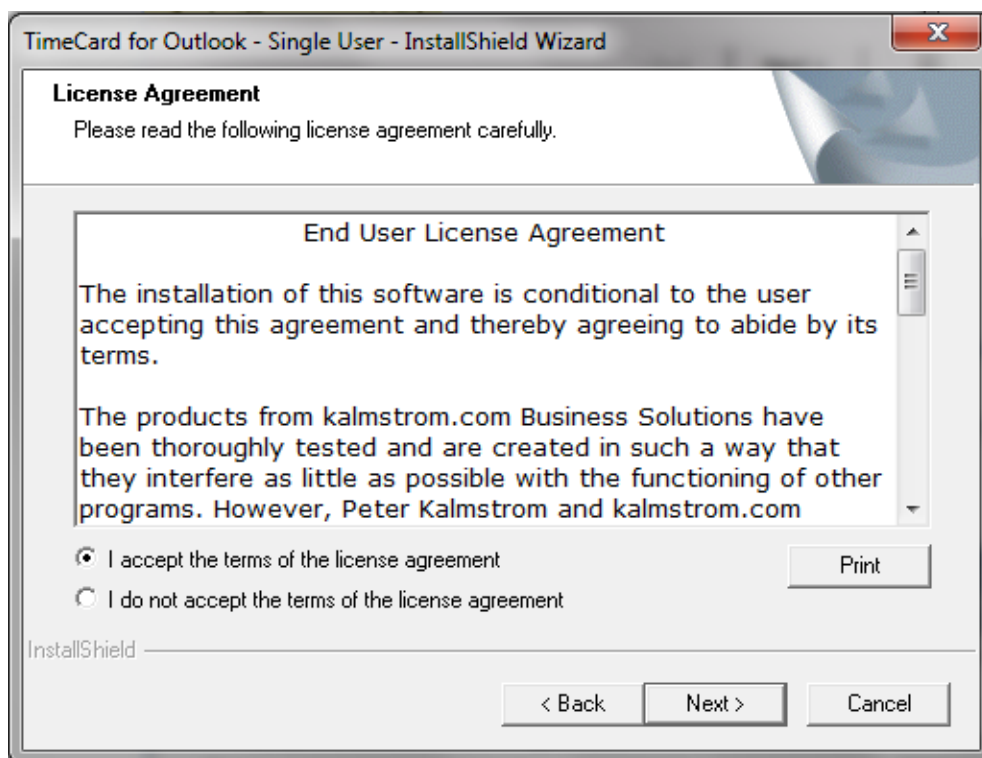 TimeCard for Outlook - Single User - InstallShield Wizard
License Agreement
Please read the following license agreement carefully.
End User License Agreement
The installation of this software is conditional to the user
accepting this agreement and thereby agreeing to abide by its
terms.
The products from kalmstrom.com Business Solutions have
been thoroughly tested and are created in such a way that
they interfere as little as possible with the functioning of other
programs. However, Peter Kalmstrom and kalmstrom.com
I accept the terms of the license agreement
Print
I do not accept the terms of the license agreement
InstallShield
< Back
Next >
Cancel